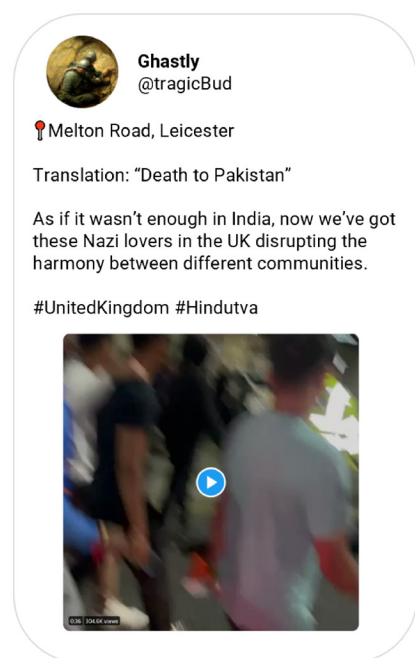 Ghastly
@tragicBud
📍Melton Road, Leicester
Translation: “Death to Pakistan”
As if it wasn’t enough in India, now we’ve got
these Nazi lovers in the UK disrupting the
harmony between different communities.
#UnitedKingdom #Hindutva
0:36 304.6K views